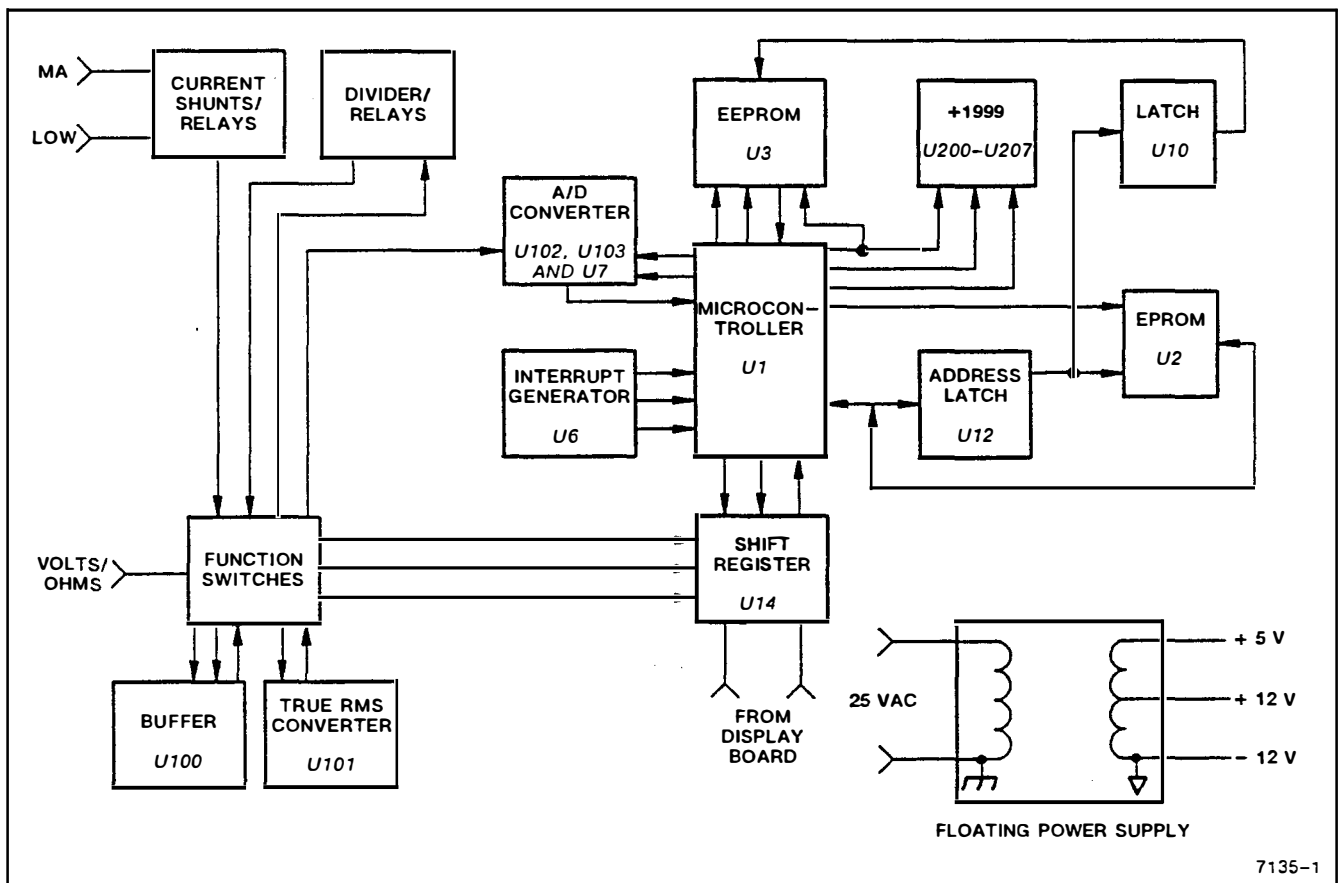 MA
LOW
CURRENT
SHUNTS/
RELAYS
DIVIDER/
RELAYS
EEPROM
U3
+1999
U200-U207
LATCH
U10
A/D
CONVERTER
U102, U103
AND U7
MICROCON-
TROLLER
U1
EPROM
U2
INTERRUPT
GENERATOR
U6
ADDRESS
LATCH
U12
VOLTS/
OHMS
FUNCTION
SWITCHES
SHIFT
REGISTER
U14
BUFFER
U100
TRUE RMS
CONVERTER
U101
FROM
DISPLAY
BOARD
25 VAC
+ 5 V
+ 12 V
- 12 V
FLOATING POWER SUPPLY
7135-1